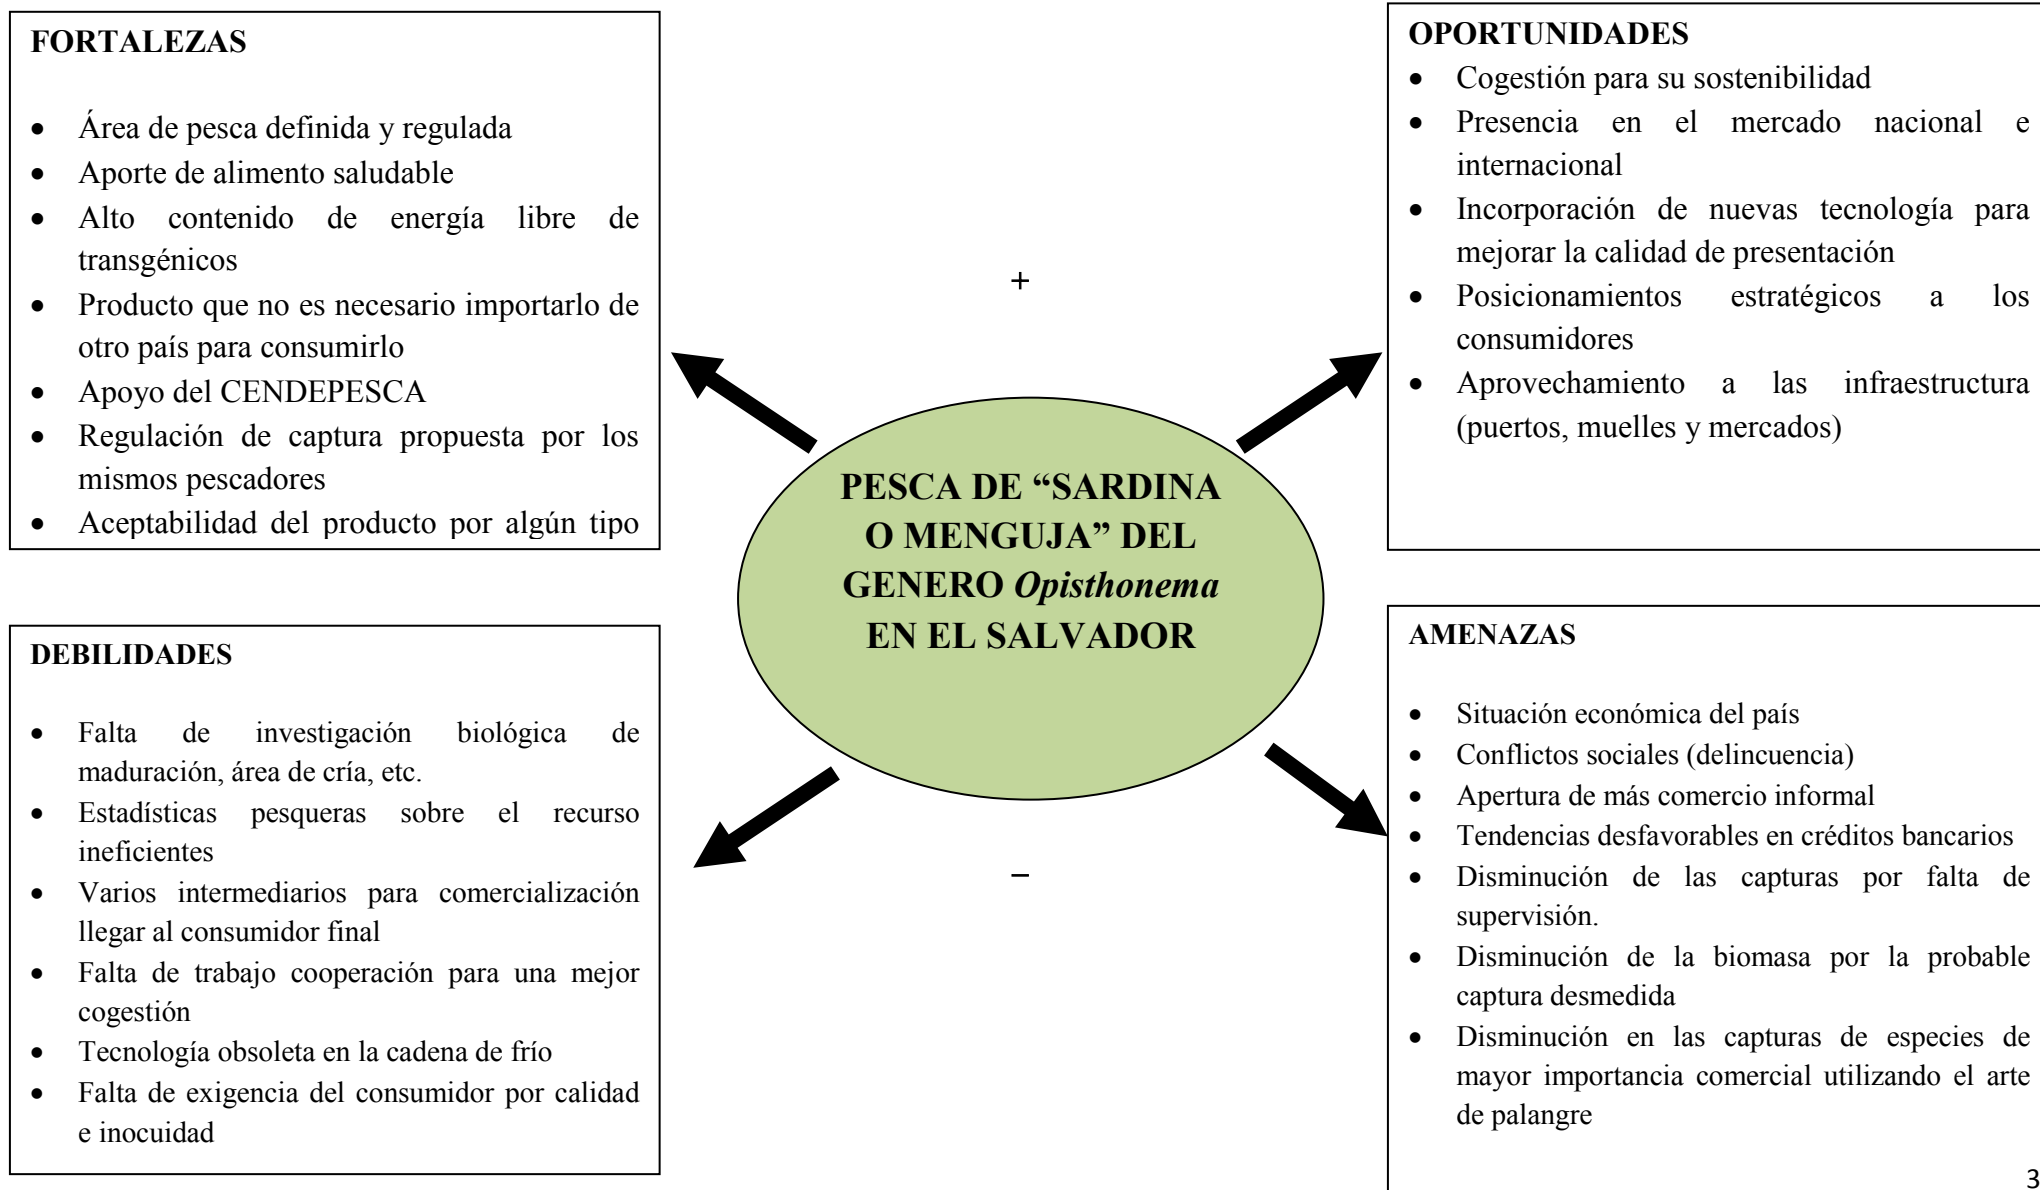 FORTALEZAS
• Área de pesca definida y regulada
• Aporte de alimento saludable
• Alto contenido de energía libre de
transgénicos
• Producto que no es necesario importarlo de
otro país para consumirlo
• Apoyo del CENDEPESCA
• Regulación de captura propuesta por los
mismos pescadores
• Aceptabilidad del producto por algún tipo
OPORTUNIDADES
• Cogestión para su sostenibilidad
• Presencia en el mercado nacional e
internacional
• Incorporación de nuevas tecnología para
mejorar la calidad de presentación
• Posicionamientos estratégicos a los
consumidores
• Aprovechamiento a las infraestructura
(puertos, muelles y mercados)
+
PESCA DE “SARDINA
O MENGUJA” DEL
GENERO Opisthonema
EN EL SALVADOR
–
DEBILIDADES
• Falta de investigación biológica de
maduración, área de cría, etc.
• Estadísticas pesqueras sobre el recurso
ineficientes
• Varios intermediarios para comercialización
llegar al consumidor final
• Falta de trabajo cooperación para una mejor
cogestión
• Tecnología obsoleta en la cadena de frío
• Falta de exigencia del consumidor por calidad
e inocuidad
AMENAZAS
• Situación económica del país
• Conflictos sociales (delincuencia)
• Apertura de más comercio informal
• Tendencias desfavorables en créditos bancarios
• Disminución de las capturas por falta de
supervisión.
• Disminución de la biomasa por la probable
captura desmedida
• Disminución en las capturas de especies de
mayor importancia comercial utilizando el arte
de palangre
3